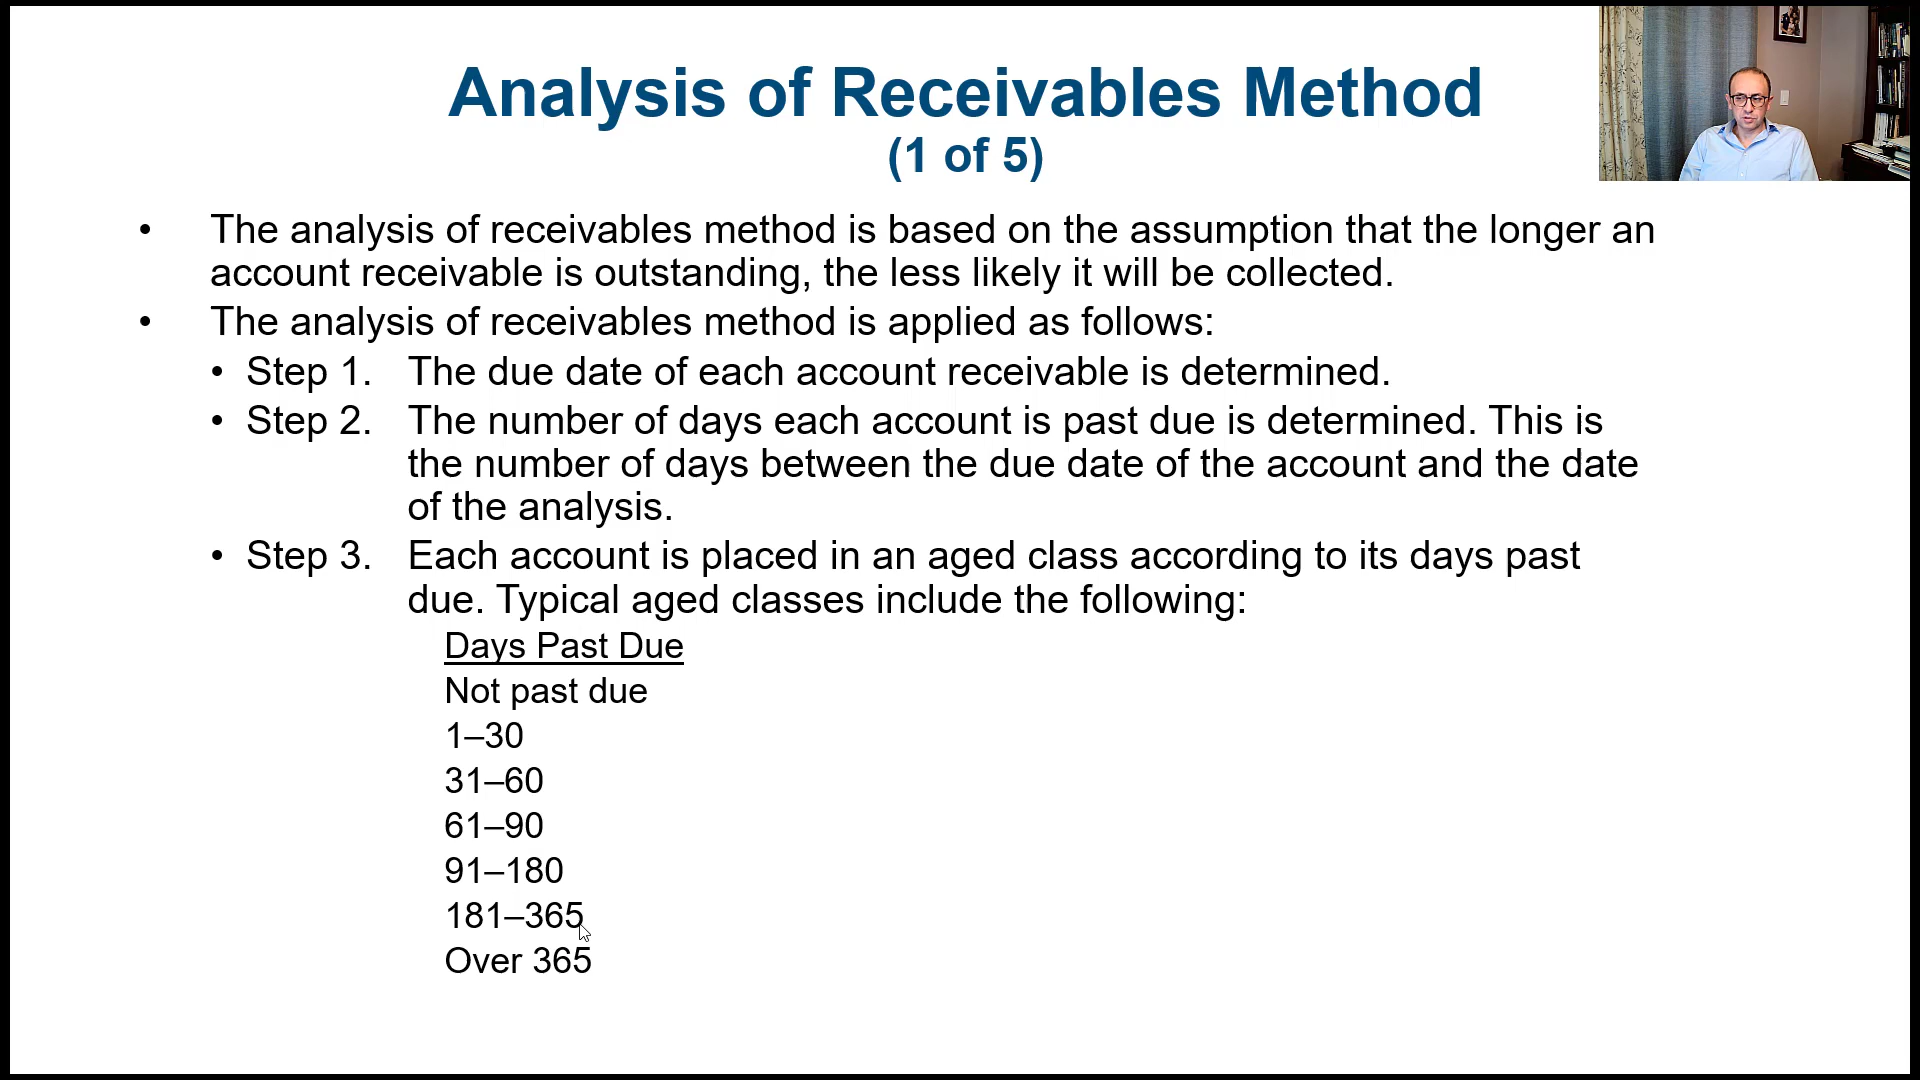 Analysis of Receivables Method
(1 of 5)
• The analysis of receivables method is based on the assumption that the longer an
account receivable is outstanding, the less likely it will be collected.
• The analysis of receivables method is applied as follows:
• Step 1. The due date of each account receivable is determined.
• Step 2. The number of days each account is past due is determined. This is
the number of days between the due date of the account and the date
of the analysis.
• Step 3. Each account is placed in an aged class according to its days past
due. Typical aged classes include the following:
Days Past Due
Not past due
1–30
31–60
61–90
91–180
181–365
Over 365